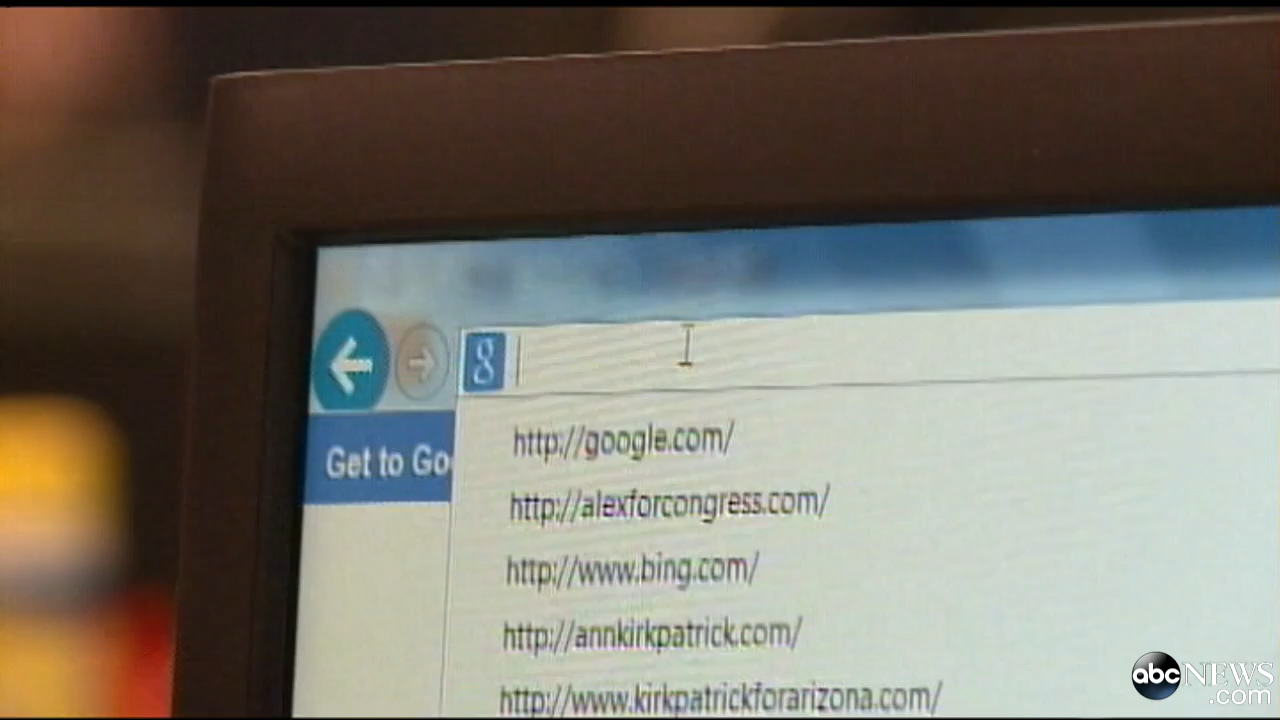 g
Get to Go
http://google.com/
http://alexforcongress.com/
http://www.bing.com/
http://annkirkpatrick.com/
http://www.kirkpatrickforarizona.com/
abc NEWS
.com